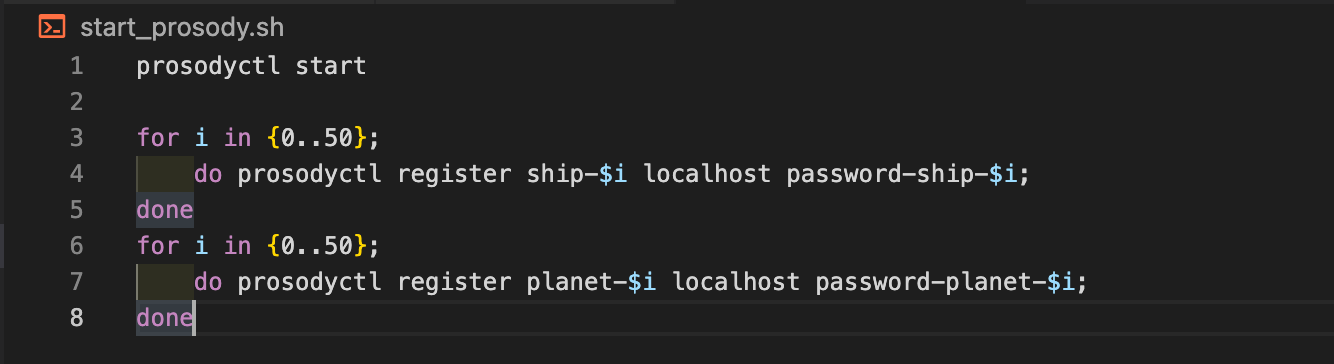 start_prosody.sh
1 prosodyctl start
2
3 for i in {0..50};
4     do prosodyctl register ship-$i localhost password-ship-$i;
5 done
6 for i in {0..50};
7     do prosodyctl register planet-$i localhost password-planet-$i;
8 done